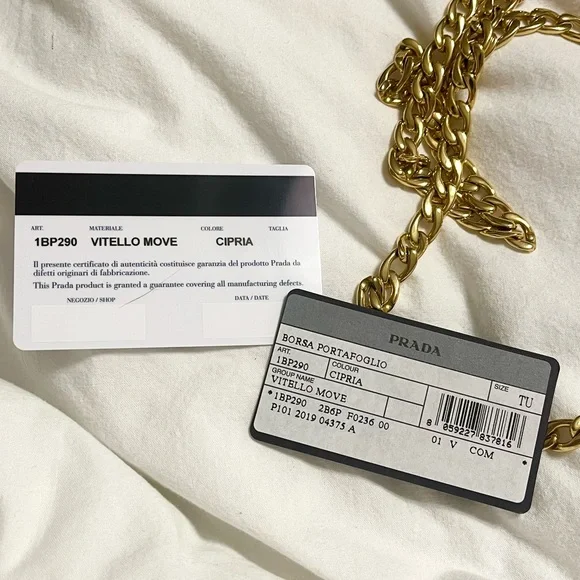 ART. MATERIALE COLORE TAGLIA
1BP290 VITELLO MOVE CIPRIA
Il presente certificato di autenticità costituisce garanzia del prodotto Prada da
difetti originari di fabbricazione.
This Prada product is granted a guarantee covering all manufacturing defects.
NEGOZIO / SHOP DATA / DATE
PRADA
BORSA PORTAFOGLIO
ART. COLOUR SIZE
1BP290 CIPRIA TU
GROUP NAME
VITELLO MOVE
*1BP290 2B6P F0236 00
P101 2019 04375 A
8 059227 837816
01 V COM
*